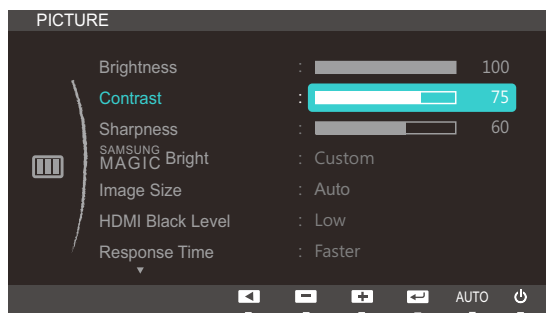 PICTURE
Brightness : 100
Contrast : 75
Sharpness : 60
SAMSUNG
MAGIC Bright : Custom
Image Size : Auto
HDMI Black Level : Low
Response Time : Faster
AUTO